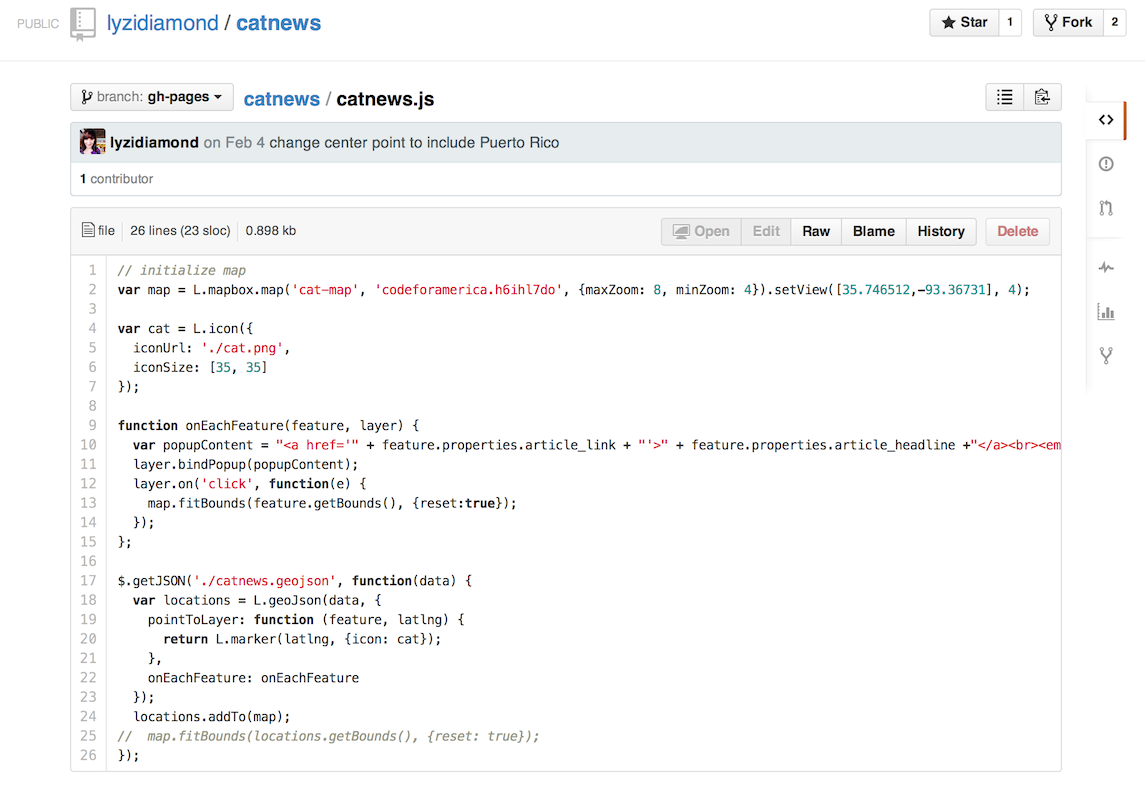 PUBLIC lyzidiamond / catnews Star 1 Fork 2
branch: gh-pages catnews / catnews.js
lyzidiamond on Feb 4 change center point to include Puerto Rico
1 contributor
file 26 lines (23 sloc) 0.898 kb Open Edit Raw Blame History Delete
1 // initialize map
2 var map = L.mapbox.map('cat-map', 'codeforamerica.h6ihl7do', {maxZoom: 8, minZoom: 4}).setView([35.746512,-93.36731], 4);
3
4 var cat = L.icon({
5   iconUrl: './cat.png',
6   iconSize: [35, 35]
7 });
8
9 function onEachFeature(feature, layer) {
10   var popupContent = "<a href='" + feature.properties.article_link + "'>" + feature.properties.article_headline +"</a><br><em
11   layer.bindPopup(popupContent);
12   layer.on('click', function(e) {
13     map.fitBounds(feature.getBounds(), {reset:true});
14   });
15 };
16
17 $.getJSON('./catnews.geojson', function(data) {
18   var locations = L.geoJson(data, {
19     pointToLayer: function (feature, latlng) {
20       return L.marker(latlng, {icon: cat});
21     },
22     onEachFeature: onEachFeature
23   });
24   locations.addTo(map);
25 //  map.fitBounds(locations.getBounds(), {reset: true});
26 });